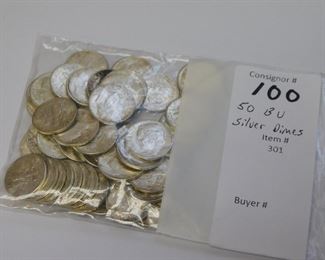 Consignor #
100
50 BU
Silver Dimes
Item #
301
Buyer #